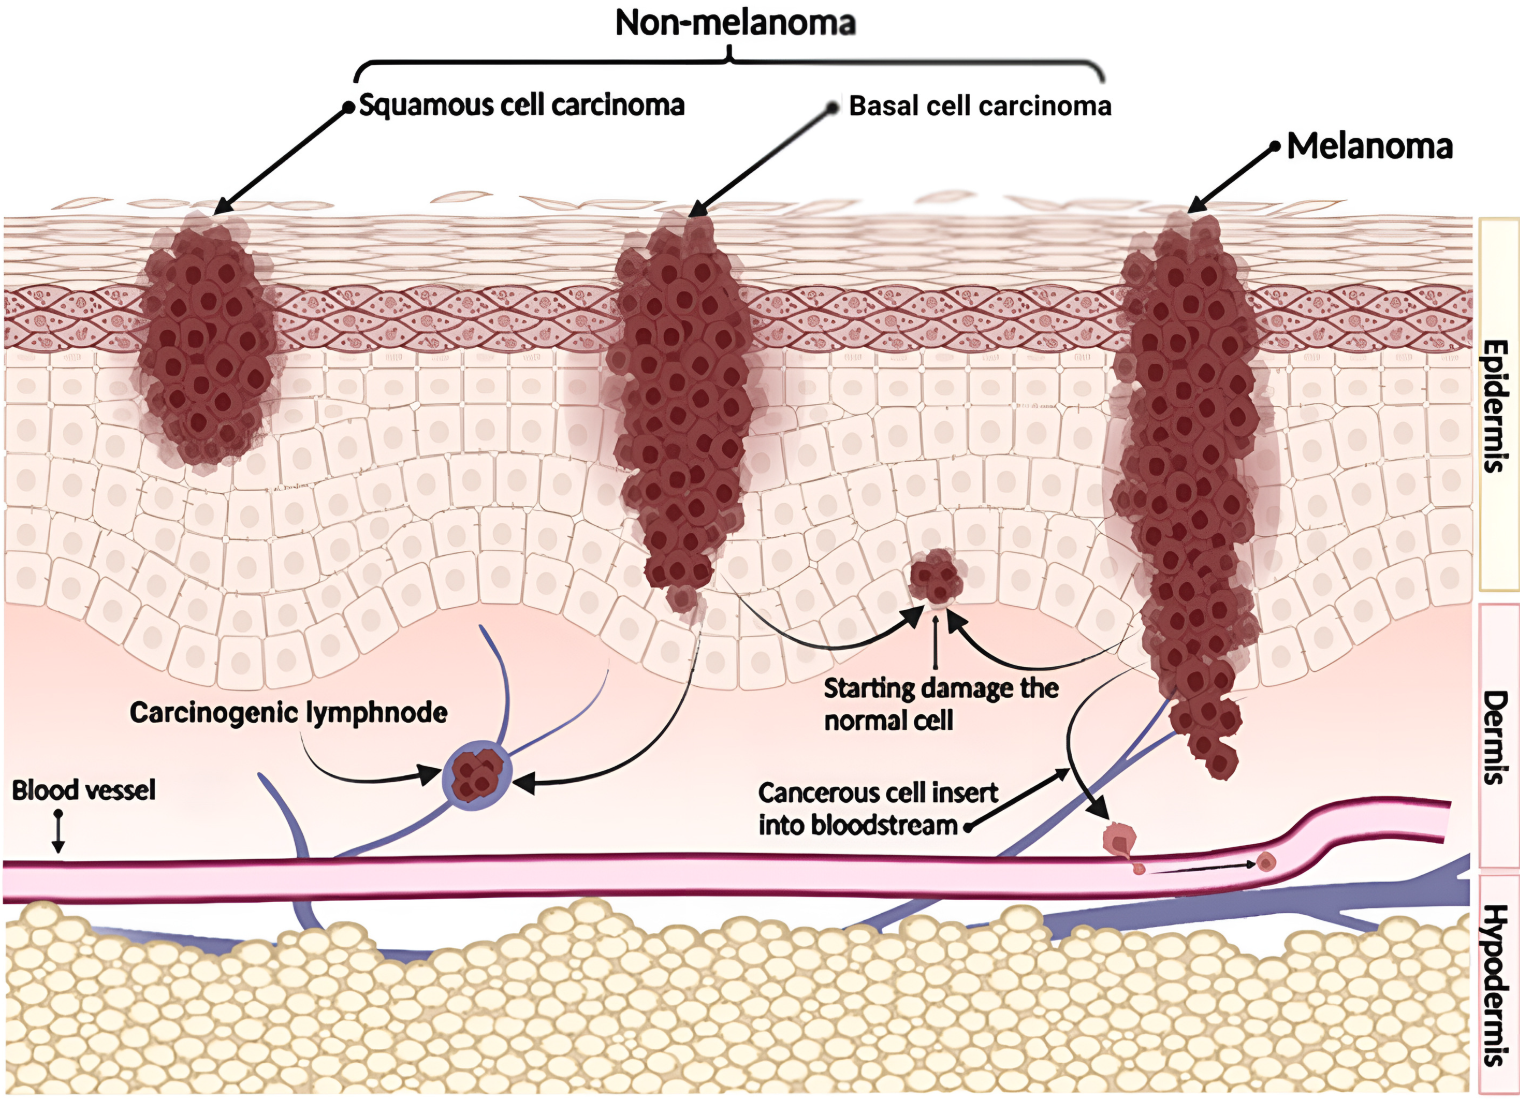 Non-melanoma
Squamous cell carcinoma
Basal cell carcinoma
Melanoma
Epidermis
Starting damage the
normal cell
Carcinogenic lymphnode
Dermis
Blood vessel
Cancerous cell insert
into bloodstream
Hypodermis